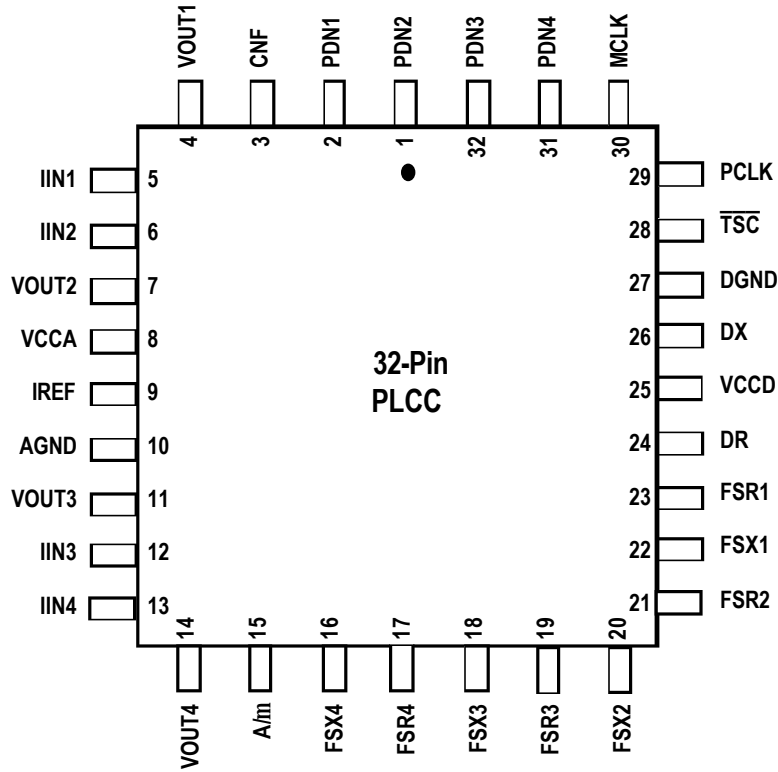 VOUT1
CNF
PDN1
PDN2
PDN3
PDN4
MCLK
4
3
2
1
32
31
30
IIN1 5
IIN2 6
VOUT2 7
VCCA 8
IREF 9
AGND 10
VOUT3 11
IIN3 12
IIN4 13
32-Pin
PLCC
29 PCLK
28 T̅S̅C̅
27 DGND
26 DX
25 VCCD
24 DR
23 FSR1
22 FSX1
21 FSR2
14
15
16
17
18
19
20
VOUT4
A/m
FSX4
FSR4
FSX3
FSR3
FSX2